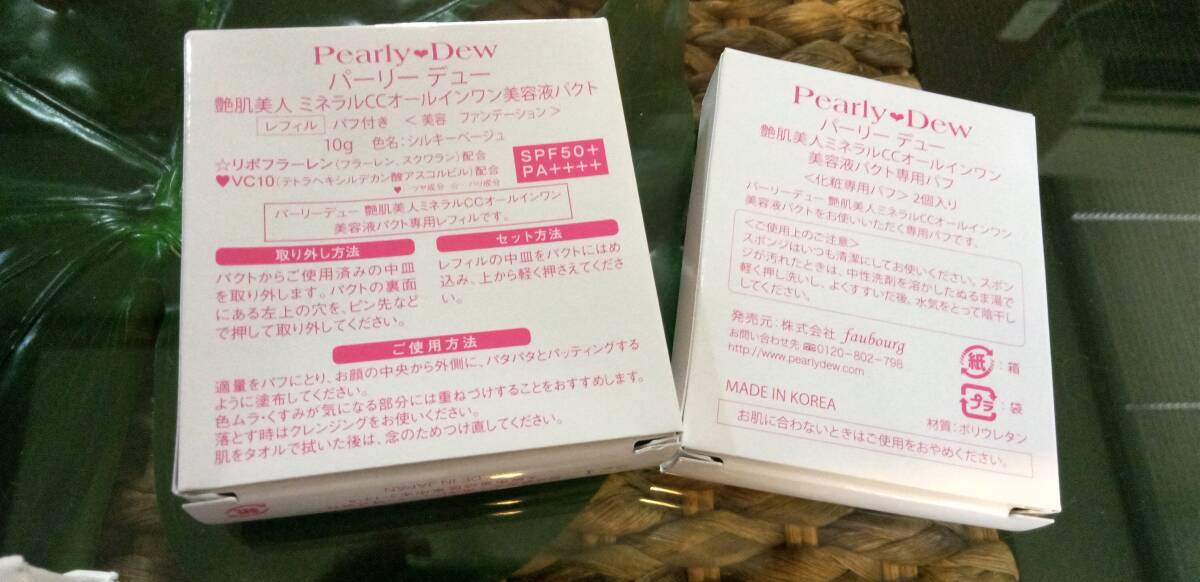 Pearly❤Dew
パーリー デュー
艶肌美人 ミネラルCCオールインワン美容液パクト
レフィル パフ付き ＜美容 ファンデーション＞
10g 色名：シルキーベージュ
☆リポフラーレン（フラーレン、スクワラン）配合
♥VC10（テトラヘキシルデカン酸アスコルビル）配合
♥…ツヤ成分 ☆…ハリ成分
SPF50+
PA++++
パーリーデュー 艶肌美人ミネラルCCオールインワン
美容液パクト専用レフィルです。
取り外し方法
パクトからご使用済みの中皿
を取り外します。パクトの裏面
にある左上の穴を、ピン先など
で押して取り外してください。
セット方法
レフィルの中皿をパクトにはめ
込み、上から軽く押さえてくださ
い。
ご使用方法
適量をパフにとり、お顔の中央から外側に、パタパタとパッティングする
ように塗布してください。
色ムラ・くすみが気になる部分には重ねづけすることをおすすめします。
落とす時はクレンジングをお使いください。
肌をタオルで拭いた後は、念のためつけ直してください。
DE IN JAPAN
Pearly❤Dew
パーリー デュー
艶肌美人ミネラルCCオールインワン
美容液パクト専用パフ
＜化粧専用パフ＞2個入り
パーリーデュー 艶肌美人ミネラルCCオールインワン
美容液パクトをお使いいただく専用パフです。
＜ご使用上のご注意＞
スポンジはいつも清潔にしてお使いください。スポン
ジが汚れたときは、中性洗剤を溶かしたぬるま湯で
軽く押し洗いし、よくすすいだ後、水気をとって陰干し
してください。
発売元：株式会社 faubourg
お問い合わせ先 ☎0120-802-798
http://www.pearlydew.com
紙：箱
プラ：袋
MADE IN KOREA
材質：ポリウレタン
お肌に合わないときはご使用をおやめください。